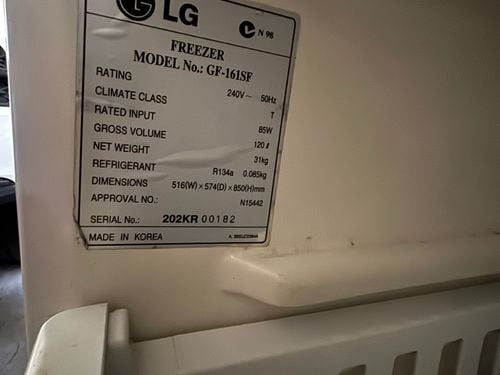 LG N 98
FREEZER
MODEL No.: GF-161SF
RATING 240V ~ 50Hz
CLIMATE CLASS T
RATED INPUT 85W
GROSS VOLUME 120 ℓ
NET WEIGHT 31kg
REFRIGERANT R134a 0.085kg
DIMENSIONS 516(W) × 574(D) × 850(H)mm
APPROVAL NO.: N15442
SERIAL No.: 202KR 00182
MADE IN KOREA